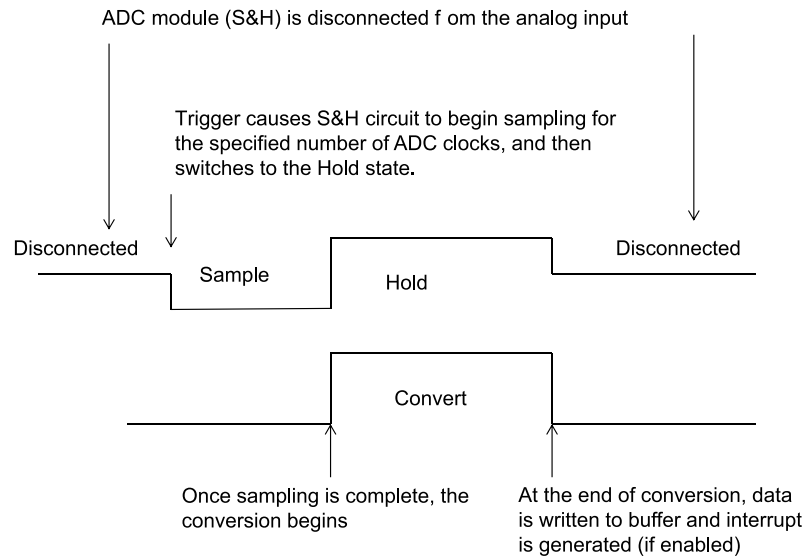 ADC module (S&H) is disconnected f om the analog input
Trigger causes S&H circuit to begin sampling for
the specified number of ADC clocks, and then
switches to the Hold state.
Disconnected
Sample
Hold
Disconnected
Convert
Once sampling is complete, the
conversion begins
At the end of conversion, data
is written to buffer and interrupt
is generated (if enabled)